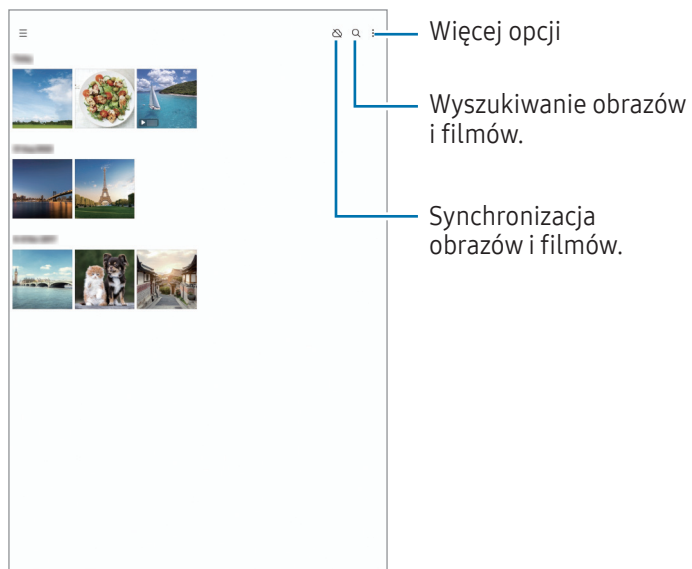 Więcej opcji
Wyszukiwanie obrazów
i filmów.
Synchronizacja
obrazów i filmów.